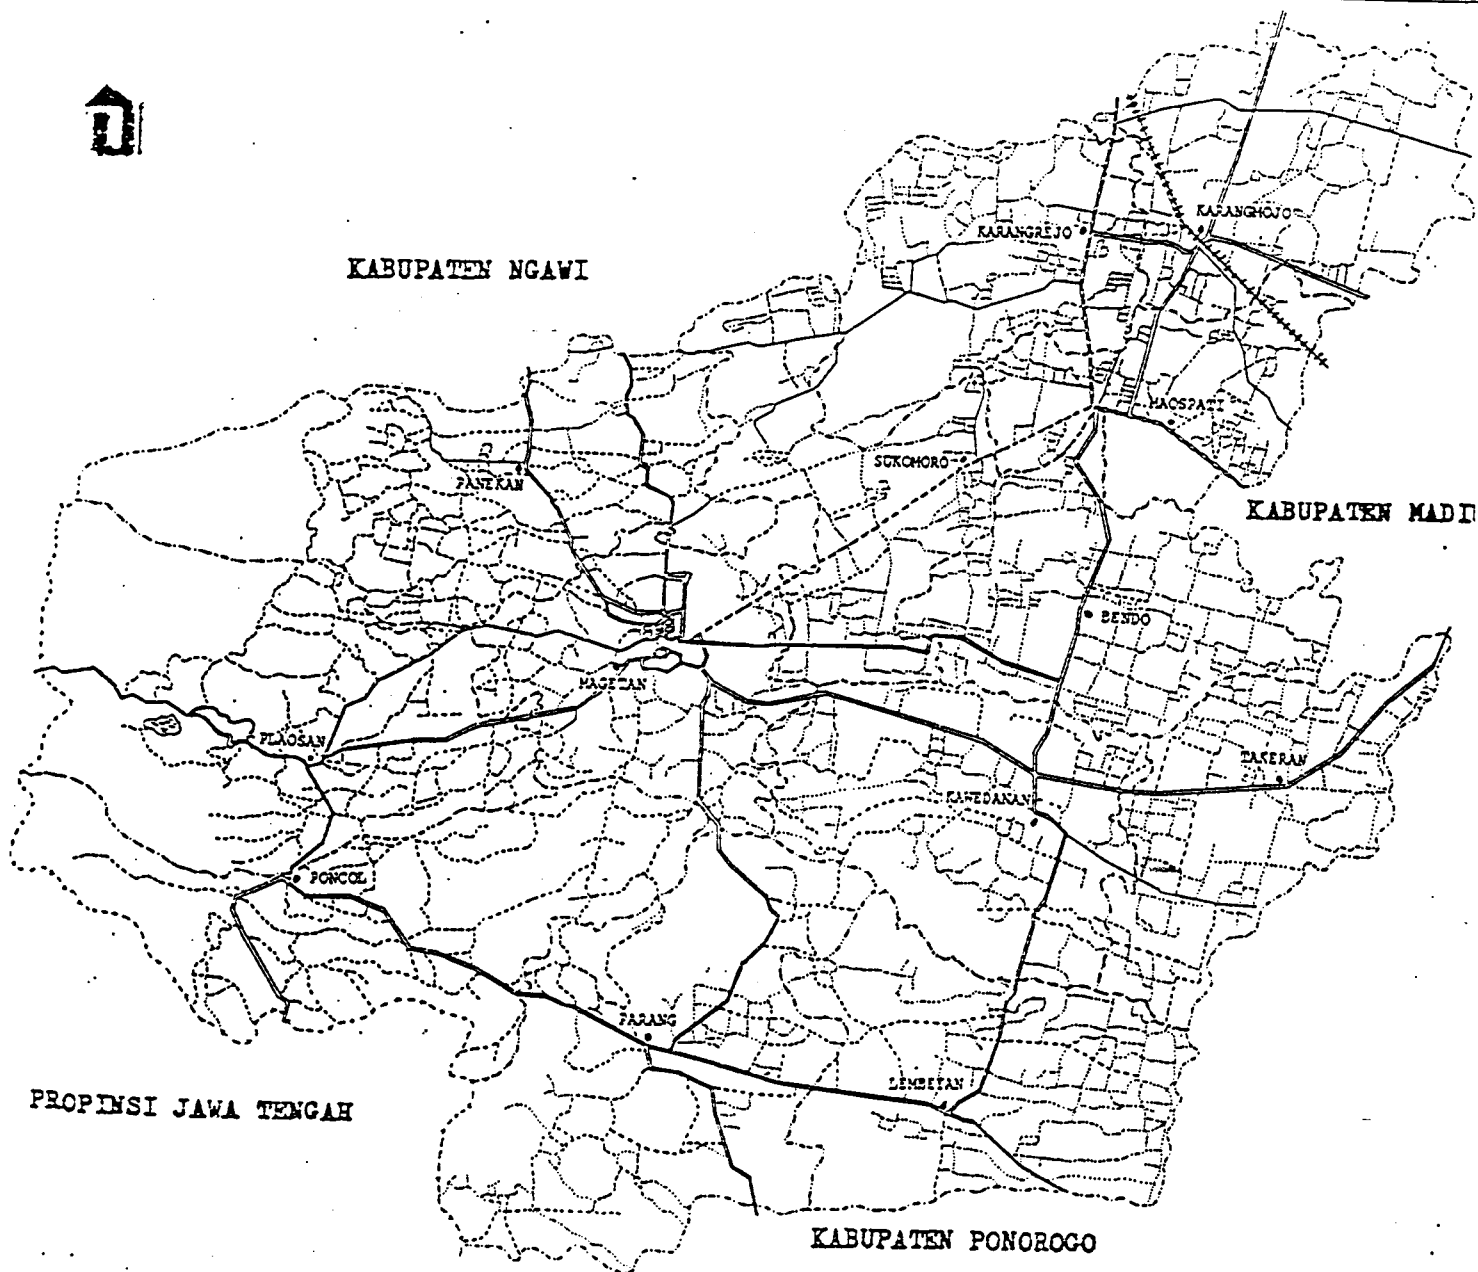 KARANGMOJO
KARANGREJO
KABUPATEN NGAWI
MAOSPATI
SUKOMORO
PANEKAN
KABUPATEN MADI
BENDO
MAGETAN
PLAOSAN
TAKERAN
KAWEDANAN
PONCOL
PARANG
LEMBEYAN
PROPINSI JAWA TENGAH
KABUPATEN PONOROGO